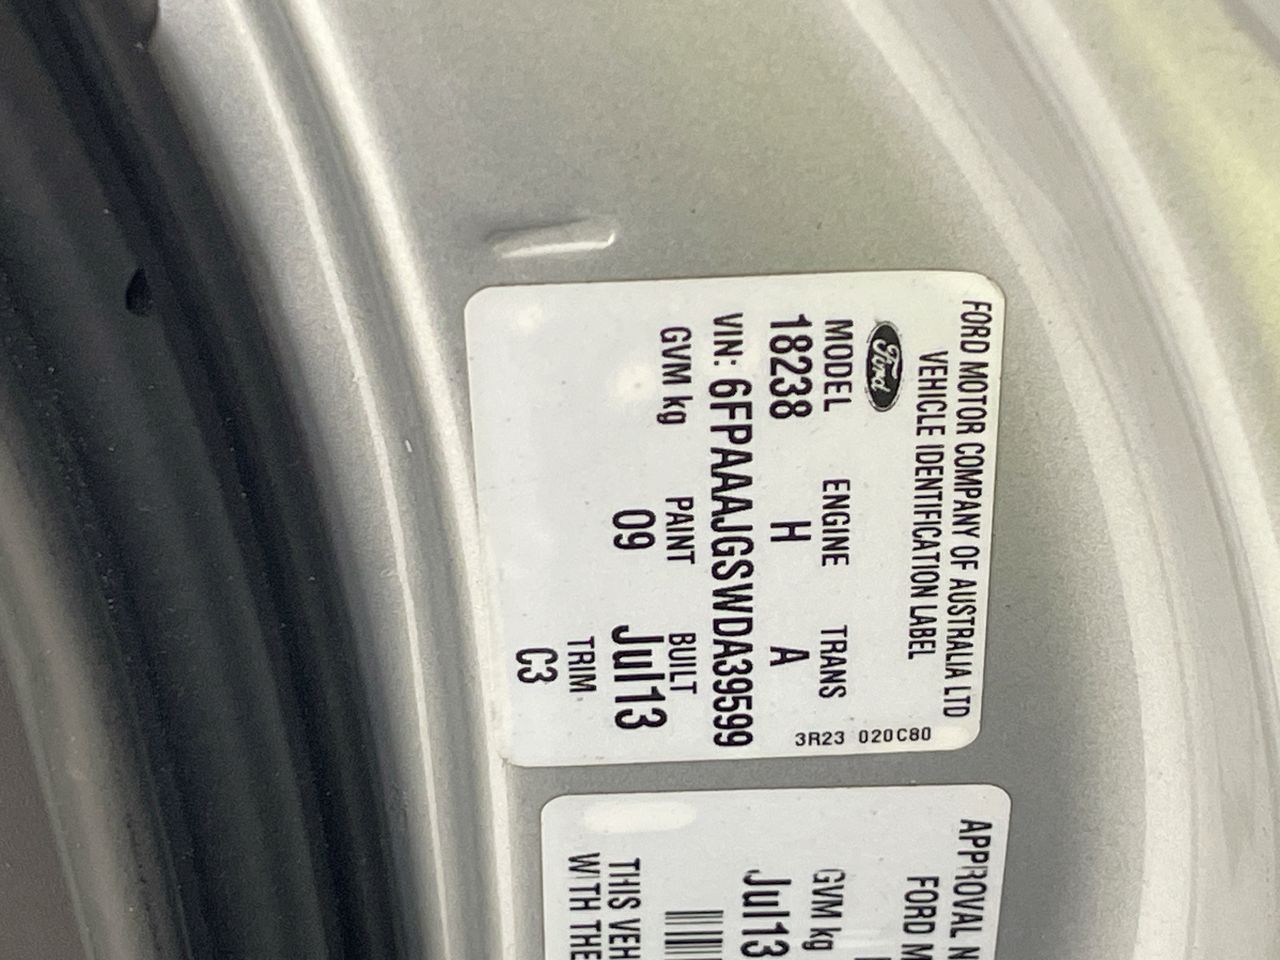 FORD MOTOR COMPANY OF AUSTRALIA LTD
VEHICLE IDENTIFICATION LABEL
Ford
3R23 020C80
MODEL ENGINE TRANS
18238 H A
VIN: 6FPAAAJGSWDA39599
GVM kg PAINT BUILT
09 Jul13
TRIM
C3
APPROVAL N
FORD M
GVM kg
Jul13
THIS VEH
WITH THE